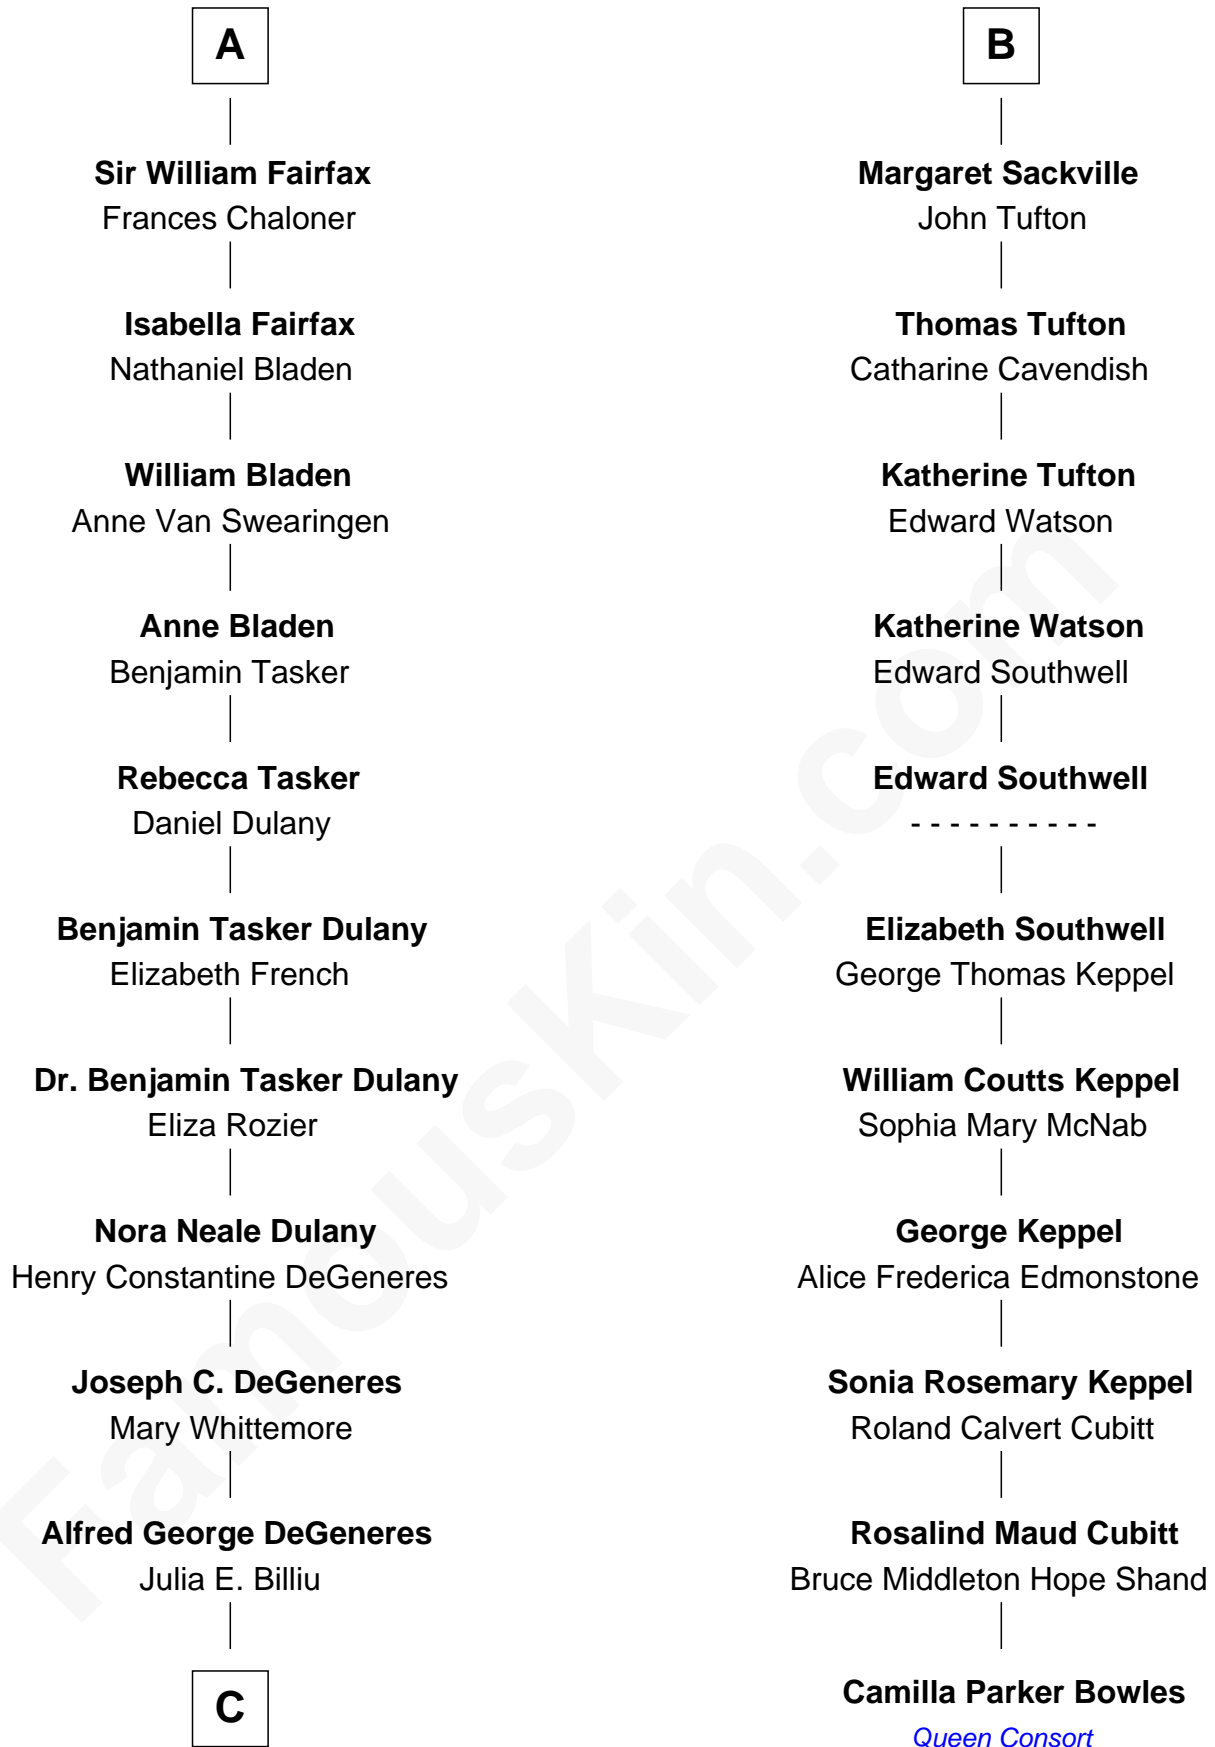 A
Sir William Fairfax
Frances Chaloner
Isabella Fairfax
Nathaniel Bladen
William Bladen
Anne Van Swearingen
Anne Bladen
Benjamin Tasker
Rebecca Tasker
Daniel Dulany
Benjamin Tasker Dulany
Elizabeth French
Dr. Benjamin Tasker Dulany
Eliza Rozier
Nora Neale Dulany
Henry Constantine DeGeneres
Joseph C. DeGeneres
Mary Whittemore
Alfred George DeGeneres
Julia E. Billiu
C
B
Margaret Sackville
John Tufton
Thomas Tufton
Catharine Cavendish
Katherine Tufton
Edward Watson
Katherine Watson
Edward Southwell
Edward Southwell
- - - - - - - - - -
Elizabeth Southwell
George Thomas Keppel
William Coutts Keppel
Sophia Mary McNab
George Keppel
Alice Frederica Edmonstone
Sonia Rosemary Keppel
Roland Calvert Cubitt
Rosalind Maud Cubitt
Bruce Middleton Hope Shand
Camilla Parker Bowles
Queen Consort
FamousKin.com